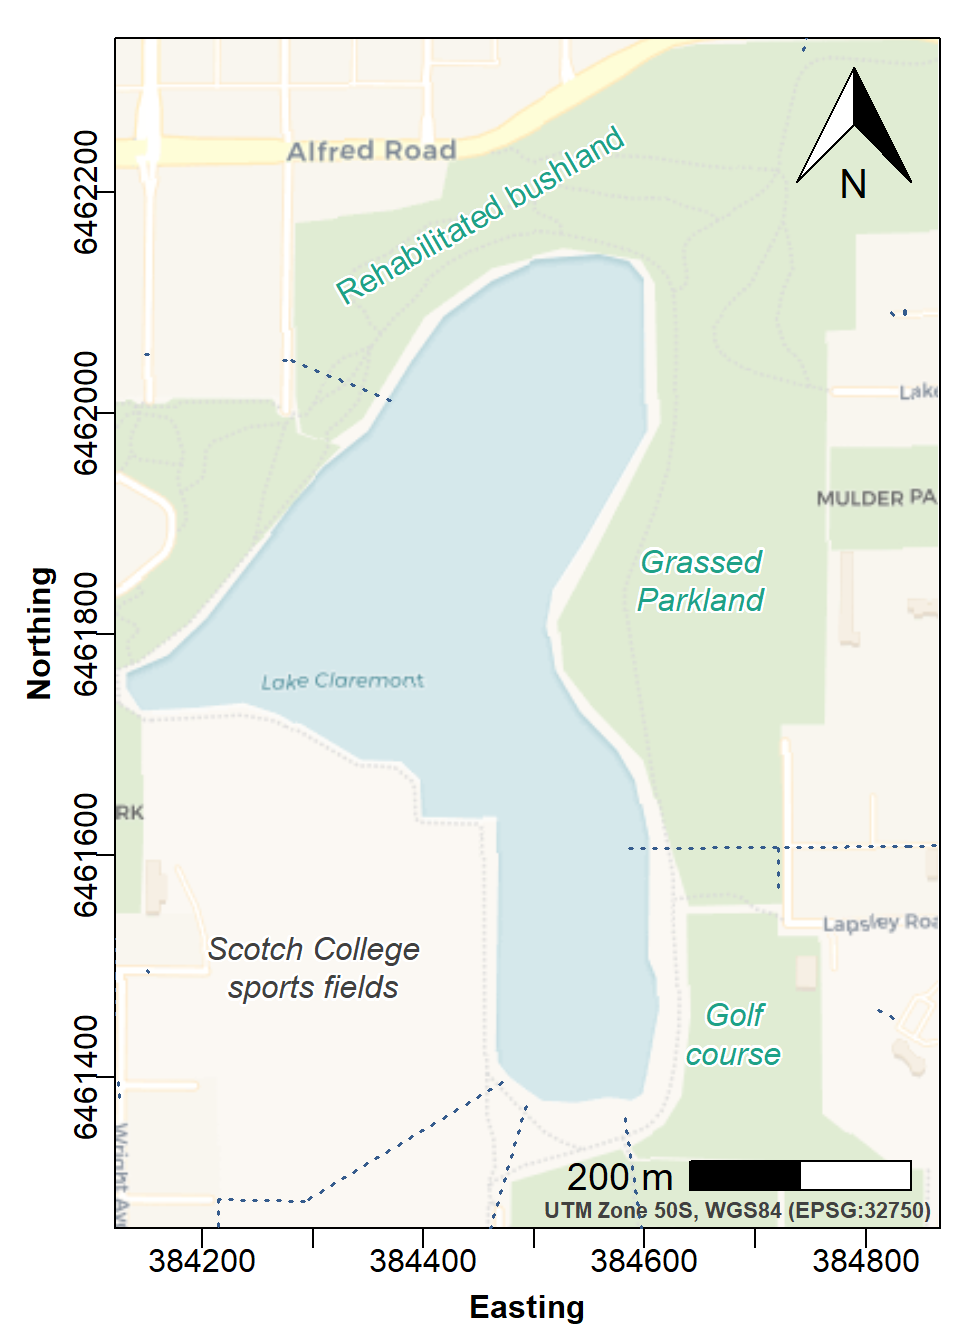 Alfred Road
Rehabilitated bushland
N
Lake
MULDER PA
Grassed
Parkland
Lake Claremont
RK
Scotch College
sports fields
Lapsley Roa
Golf
course
Wright Ave
200 m
UTM Zone 50S, WGS84 (EPSG:32750)
6462200
6462000
6461800
6461600
6461400
Northing
384200
384400
384600
384800
Easting